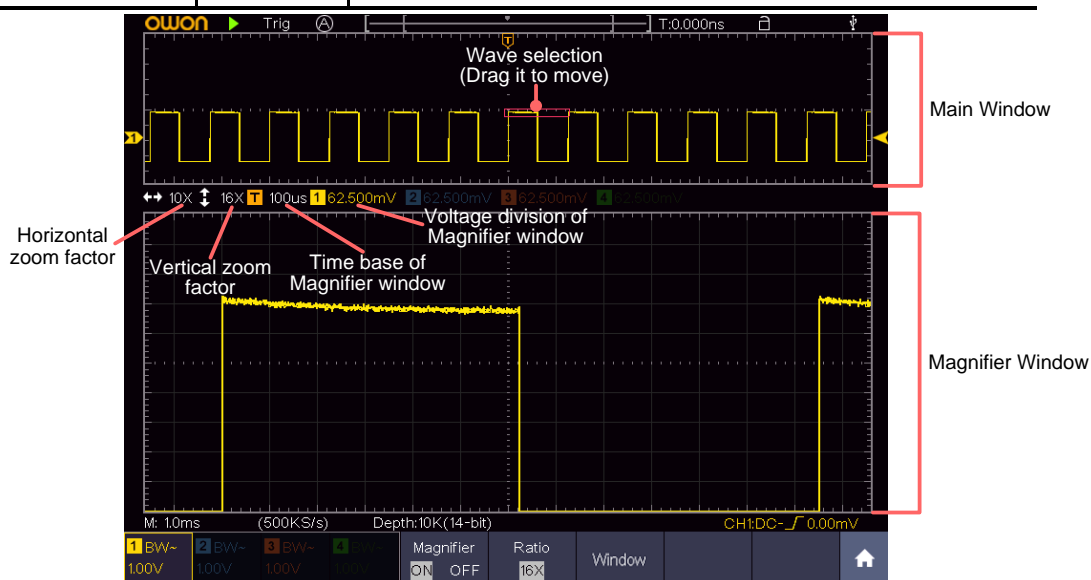 owon Trig A T:0.000ns
T
Wave selection
(Drag it to move)
Main Window
1
10X 16X T 100us 1 62.500mV 2 62.500mV 3 62.500mV 4 62.500mV
Horizontal
zoom factor
Vertical zoom
factor
Time base of
Magnifier window
Voltage division of
Magnifier window
Magnifier Window
M: 1.0ms (500KS/s) Depth:10K(14-bit) CH1:DC- 0.00mV
1 BW~ 2 BW~ 3 BW~ 4 BW~
1.00V 1.00V 1.00V 1.00V
Magnifier
ON OFF
Ratio
16X
Window